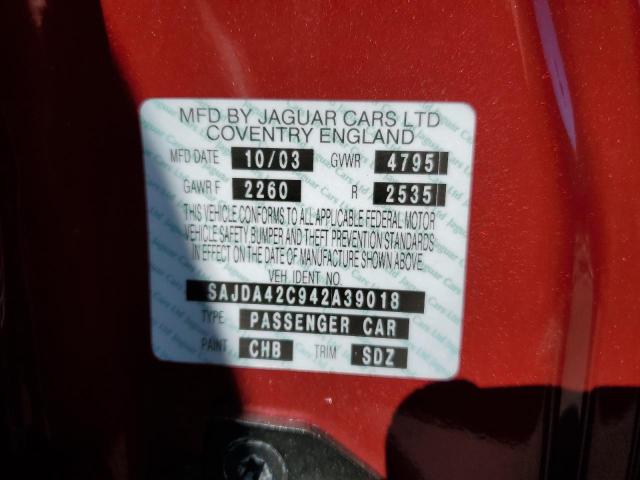 MFD BY JAGUAR CARS LTD
COVENTRY ENGLAND
MFD DATE 10/03 GVWR 4795
GAWR F 2260 R 2535
THIS VEHICLE CONFORMS TO ALL APPLICABLE FEDERAL MOTOR
VEHICLE SAFETY BUMPER AND THEFT PREVENTION STANDARDS
IN EFFECT ON THE DATE OF MANUFACTURE SHOWN ABOVE.
VEH IDENT NO.
SAJDA42C942A39018
TYPE PASSENGER CAR
PAINT CHB TRIM SDZ